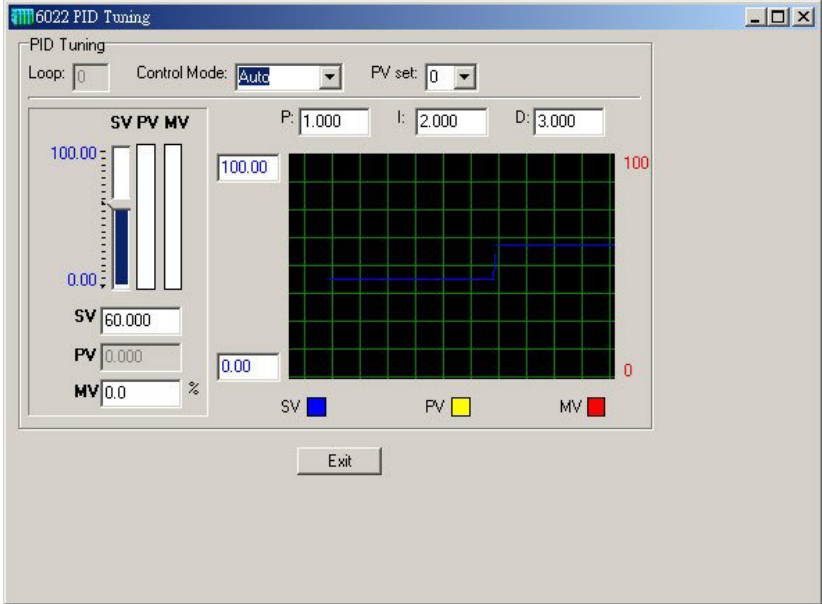 6022 PID Tuning
PID Tuning
Loop: 0 Control Mode: Auto PV set: 0
SV PV MV
P: 1.000 I: 2.000 D: 3.000
100.00
100.00
100
0.00
SV 60.000
PV 0.000
0.00
0
MV 0.0 %
SV PV MV
Exit